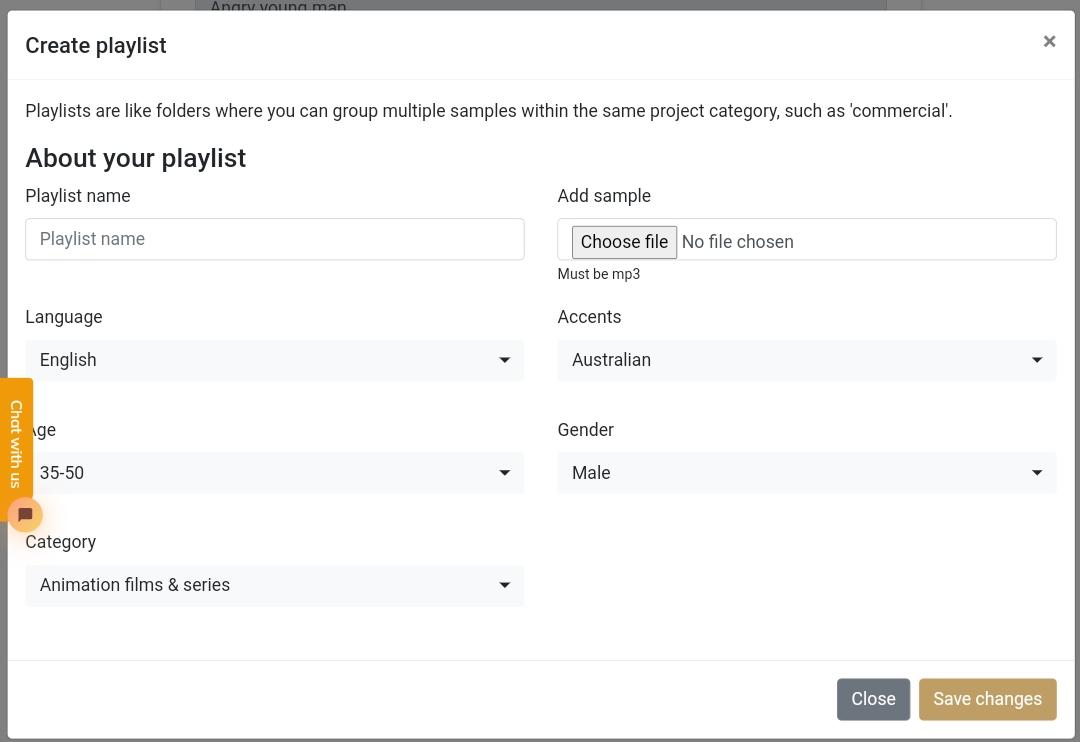 Angry young man
Create playlist
×
Playlists are like folders where you can group multiple samples within the same project category, such as 'commercial'.
About your playlist
Playlist name
Add sample
Playlist name
Choose file No file chosen
Must be mp3
Language
Accents
English
Australian
Age
Gender
35-50
Male
Chat with us
Category
Animation films & series
Close
Save changes